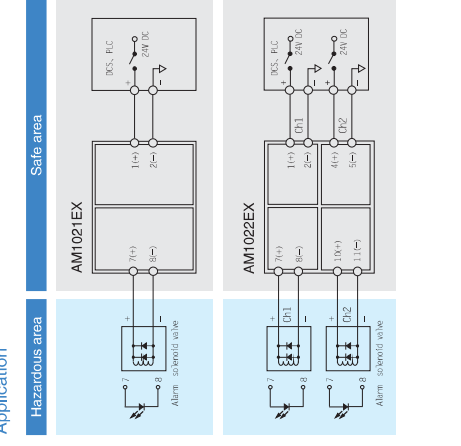 Application
Safe area
Hazardous area
AM1021EX
DCS, PLC
24V DC
+
−
1(+)
2(−)
7(+)
8(−)
+
−
7
8
Alarm solenoid valve
AM1022EX
DCS, PLC
24V DC
24V DC
+
−
+
−
Ch1
Ch2
1(+)
2(−)
4(+)
5(−)
7(+)
8(−)
10(+)
11(−)
+
Ch1
−
+
Ch2
−
7
8
7
8
Alarm solenoid valve